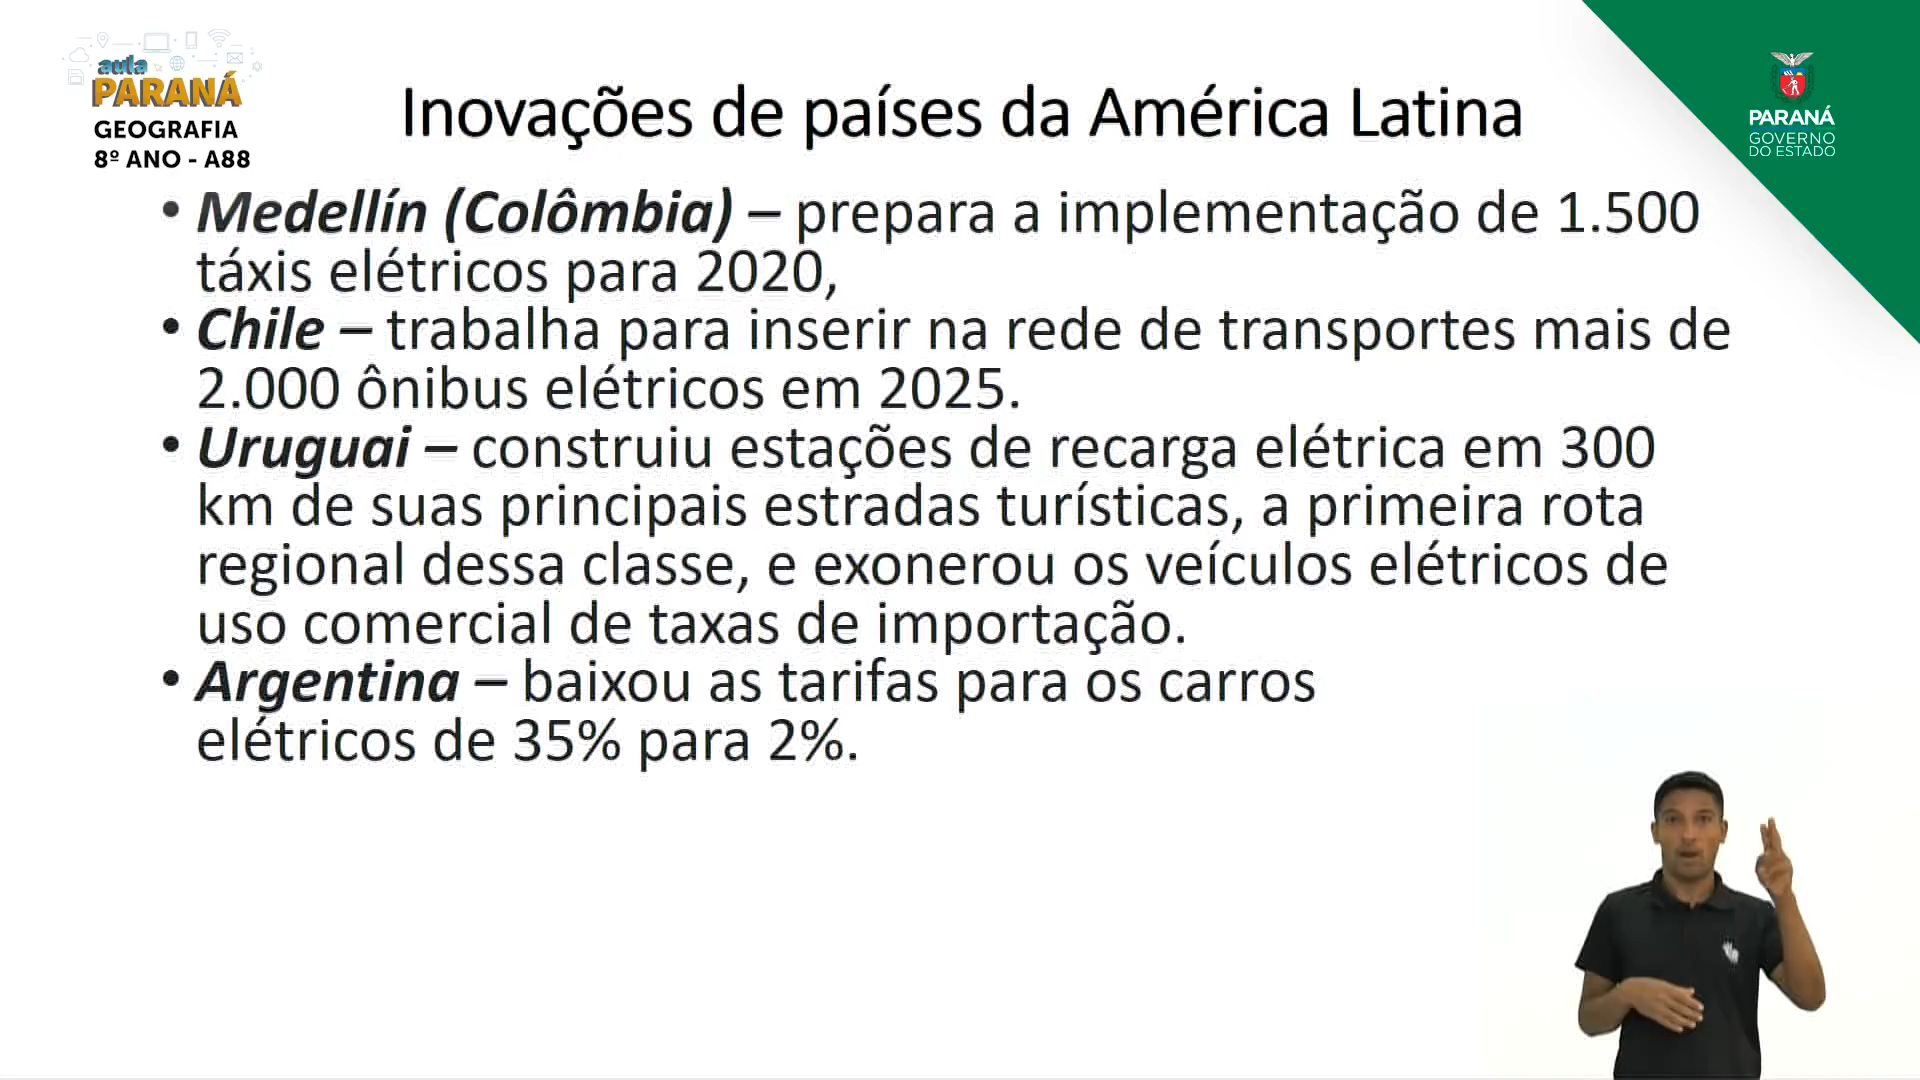 aula
PARANÁ
GEOGRAFIA
8º ANO - A88
Inovações de países da América Latina
PARANÁ
GOVERNO
DO ESTADO
• Medellín (Colômbia) – prepara a implementação de 1.500
táxis elétricos para 2020,
• Chile – trabalha para inserir na rede de transportes mais de
2.000 ônibus elétricos em 2025.
• Uruguai – construiu estações de recarga elétrica em 300
km de suas principais estradas turísticas, a primeira rota
regional dessa classe, e exonerou os veículos elétricos de
uso comercial de taxas de importação.
• Argentina – baixou as tarifas para os carros
elétricos de 35% para 2%.